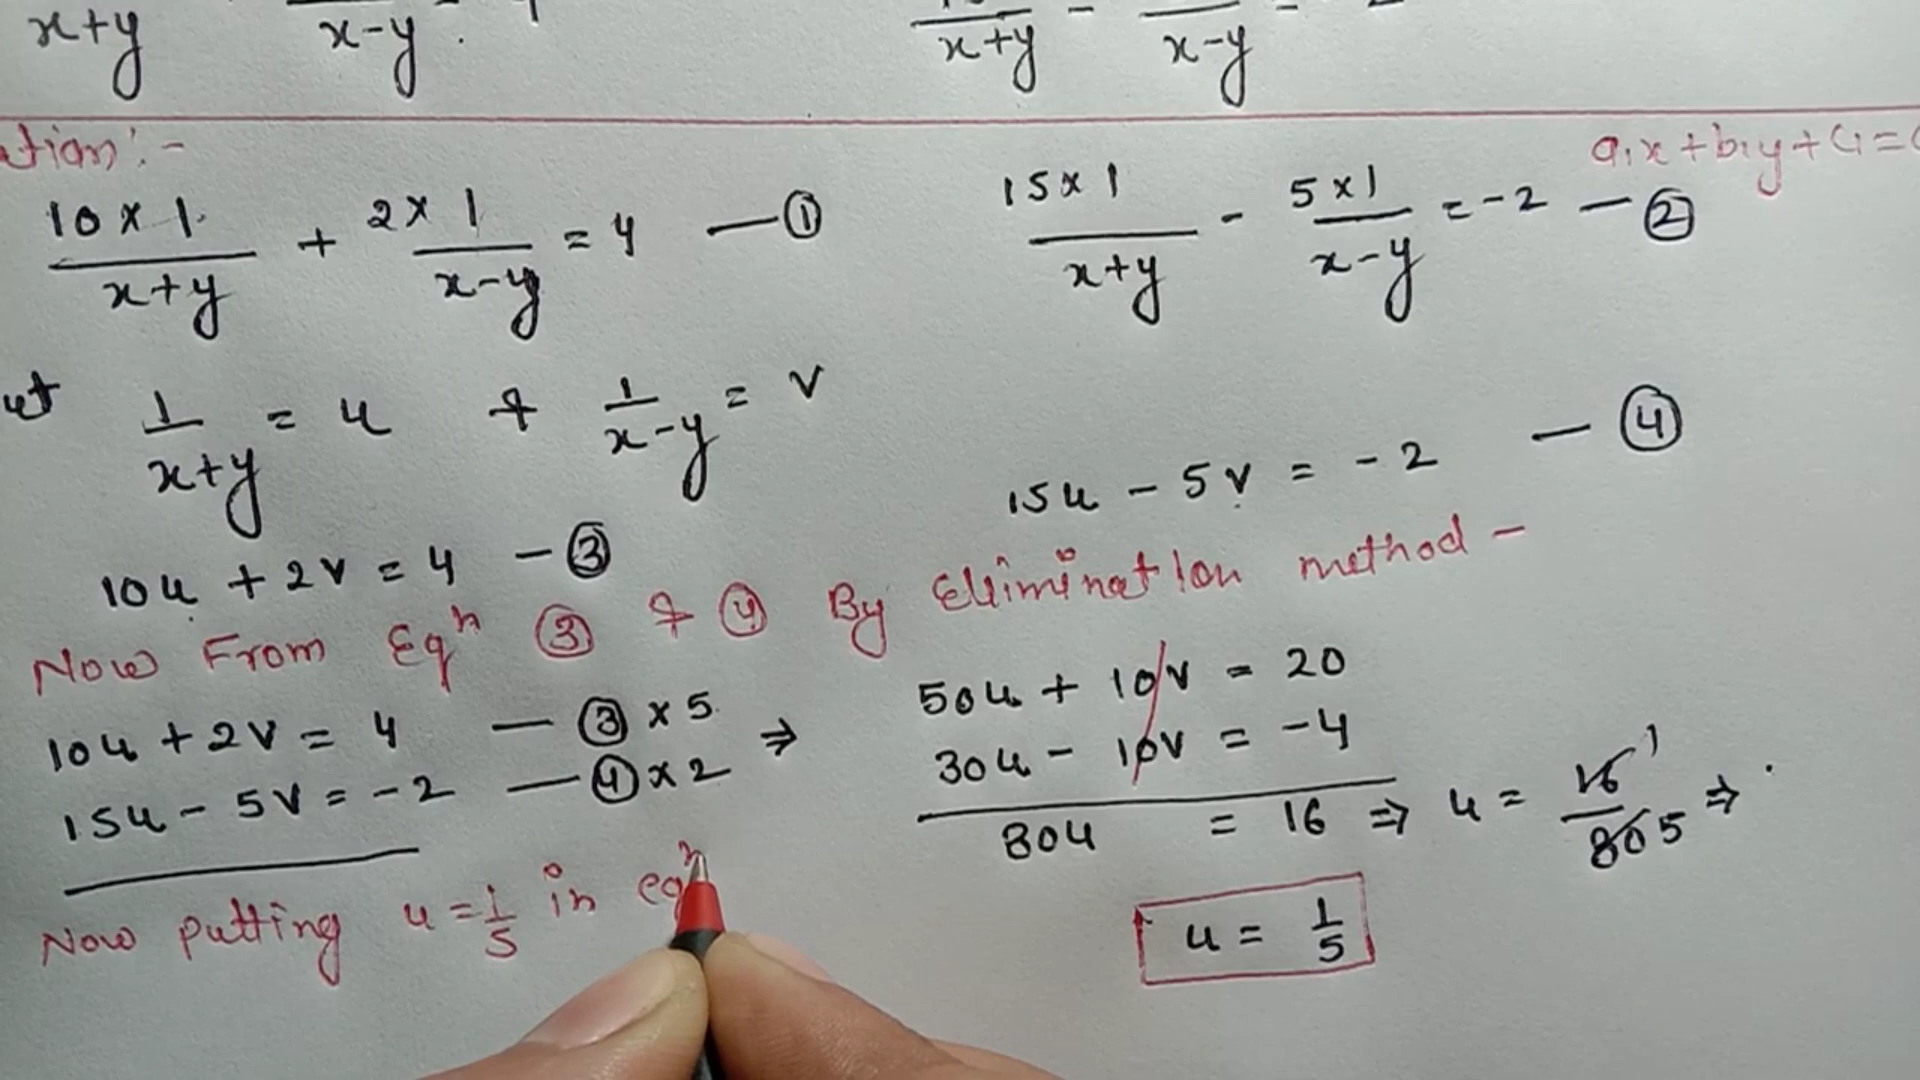 x+y x-y x+y x-y
ation:-
a1x+b1y+c1=
10×1/x+y + 2×1/x-y = 4 — ①
15×1/x+y - 5×1/x-y = -2 — ②
ut 1/x+y = u & 1/x-y = v
15u - 5v = -2 — ④
10u + 2v = 4 — ③
Now From Eqn ③ & ④ By Elimination method -
10u + 2v = 4 — ③ × 5 ⇒
15u - 5v = -2 — ④ × 2
50u + 10v = 20
30u - 10v = -4
80u = 16 ⇒ u = 16 1/80 5 ⇒
u = 1/5
Now putting u = 1/5 in eqn